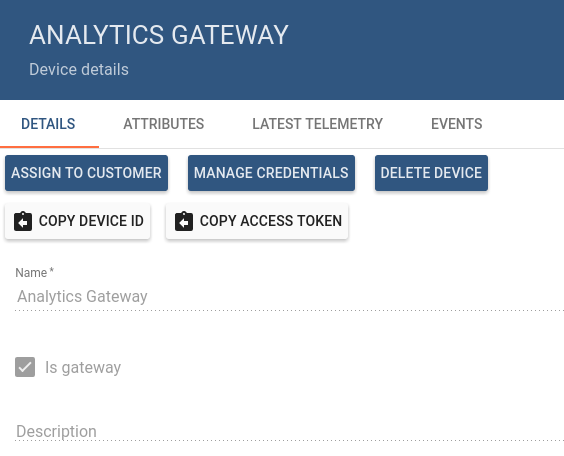 ANALYTICS GATEWAY
Device details
DETAILS ATTRIBUTES LATEST TELEMETRY EVENTS
ASSIGN TO CUSTOMER MANAGE CREDENTIALS DELETE DEVICE
COPY DEVICE ID COPY ACCESS TOKEN
Name *
Analytics Gateway
Is gateway
Description